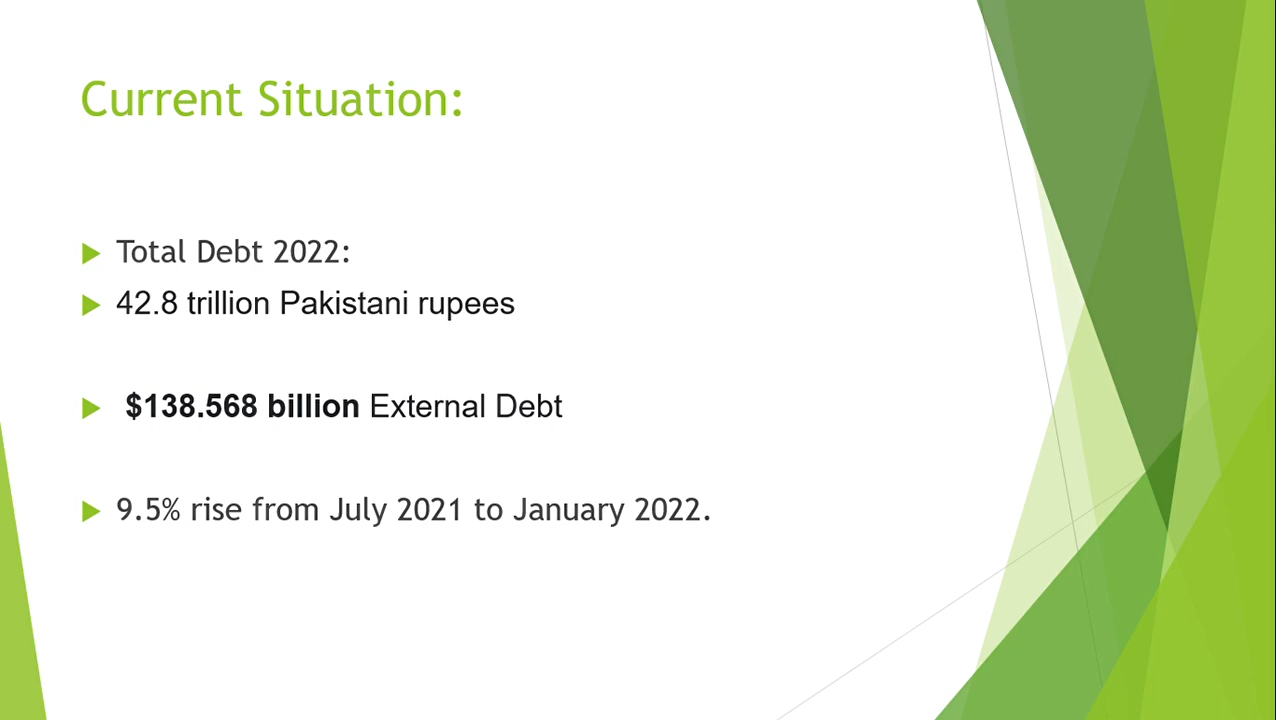 Current Situation:
Total Debt 2022:
42.8 trillion Pakistani rupees
$138.568 billion External Debt
9.5% rise from July 2021 to January 2022.